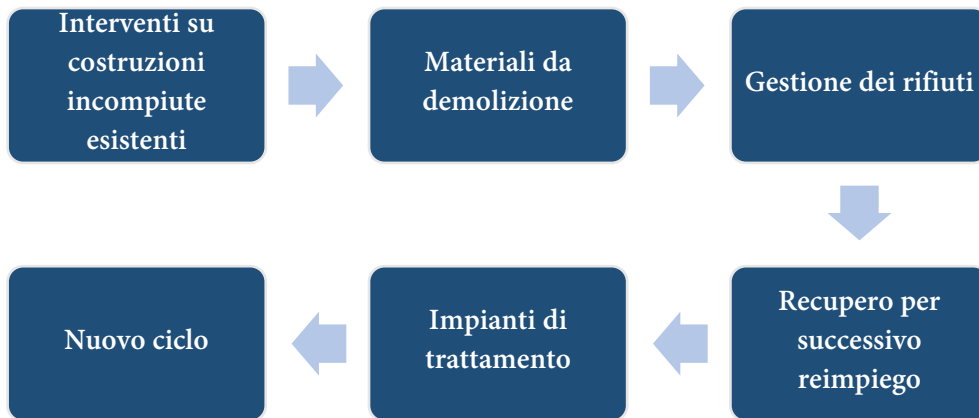 Interventi su
costruzioni
incompiute
esistenti
Materiali da
demolizione
Gestione dei rifiuti
Recupero per
successivo
reimpiego
Impianti di
trattamento
Nuovo ciclo